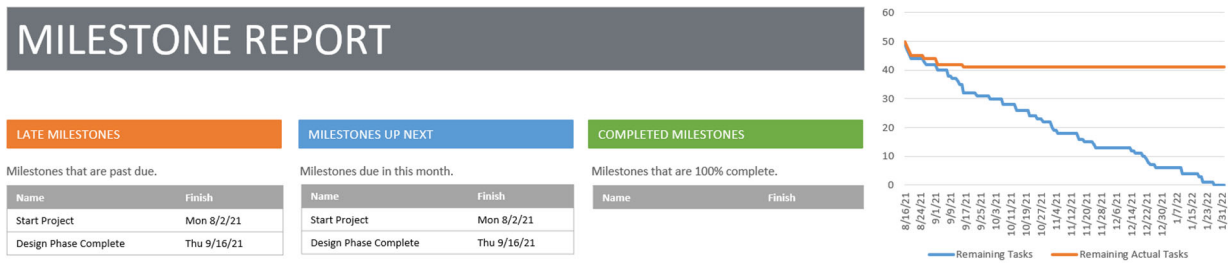 MILESTONE REPORT
LATE MILESTONES
Milestones that are past due.
Name Finish
Start Project Mon 8/2/21
Design Phase Complete Thu 9/16/21
MILESTONES UP NEXT
Milestones due in this month.
Name Finish
Start Project Mon 8/2/21
Design Phase Complete Thu 9/16/21
COMPLETED MILESTONES
Milestones that are 100% complete.
Name Finish
60
50
40
30
20
10
0
8/16/21
8/24/21
9/1/21
9/9/21
9/17/21
9/25/21
10/3/21
10/11/21
10/19/21
10/27/21
11/4/21
11/12/21
11/20/21
11/28/21
12/6/21
12/14/21
12/22/21
12/30/21
1/7/22
1/15/22
1/23/22
1/31/22
Remaining Tasks Remaining Actual Tasks